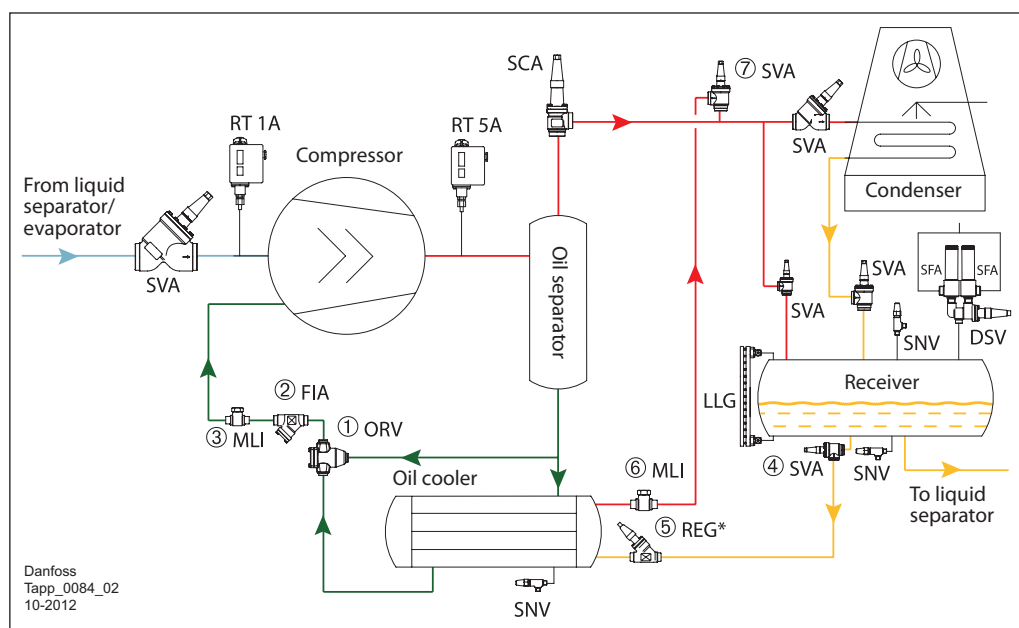 SCA
⑦ SVA
RT 1A
RT 5A
Compressor
SVA
Condenser
From liquid
separator/
evaporator
SVA
Oil separator
SVA
SVA
SFA
SFA
SNV
DSV
Receiver
LLG
② FIA
③ MLI
① ORV
Oil cooler
⑥ MLI
④ SVA
SNV
⑤ REG*
To liquid
separator
SNV
Danfoss
Tapp_0084_02
10-2012